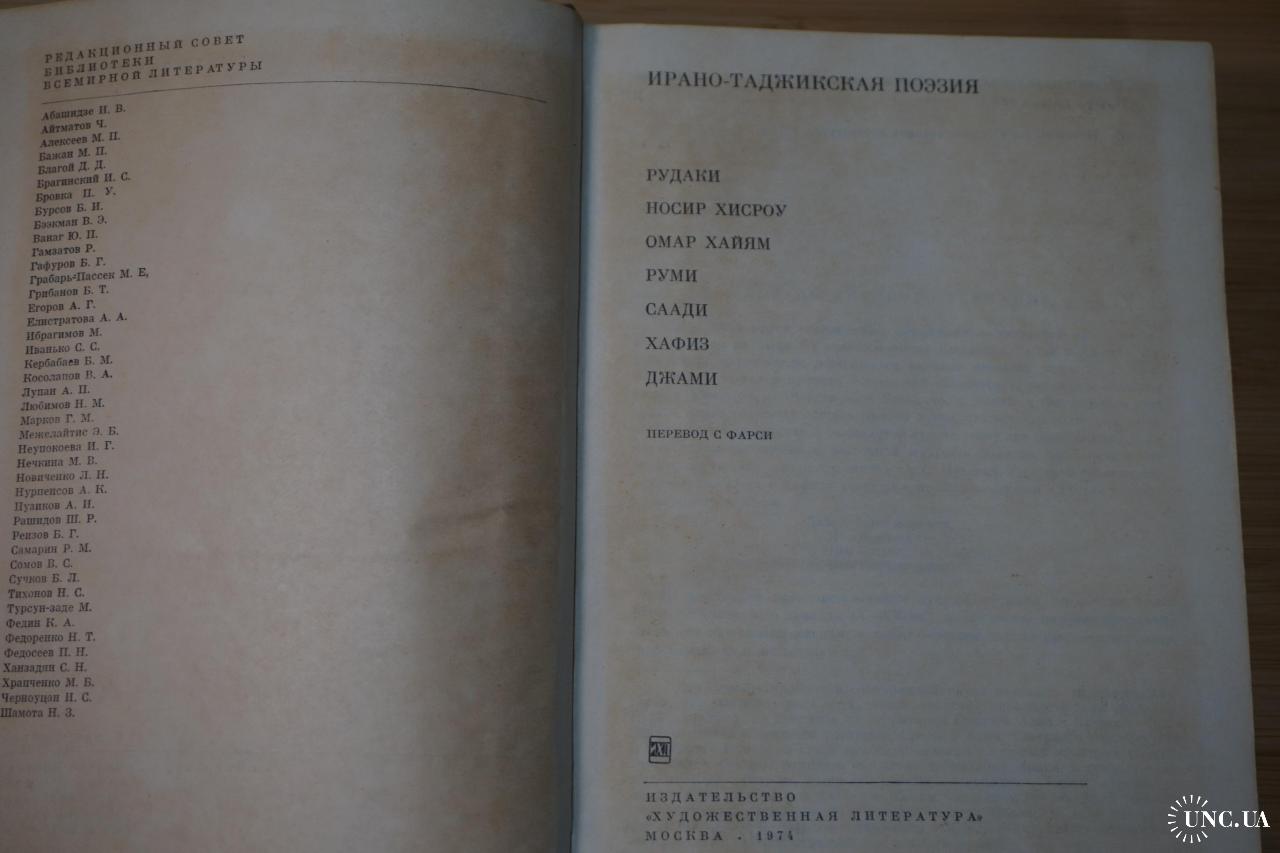 РЕДАКЦИОННЫЙ СОВЕТ
БИБЛИОТЕКИ
ВСЕМИРНОЙ ЛИТЕРАТУРЫ
Абашидзе И. В.
Айтматов Ч.
Алексеев М. П.
Бажан М. П.
Благой Д. Д.
Брагинский И. С.
Бровка П. У.
Бурсов Б. И.
Бээкман В. Э.
Ванаг Ю. П.
Гамзатов Р.
Гафуров Б. Г.
Грабарь-Пассек М. Е,
Грибанов Б. Т.
Егоров А. Г.
Елистратова А. А.
Ибрагимов М.
Иванько С. С.
Кербабаев Б. М.
Косолапов В. А.
Лупан А. П.
Любимов Н. М.
Марков Г. М.
Межелайтис Э. Б.
Неупокоева И. Г.
Нечкина М. В.
Новиченко Л. Н.
Нурпеисов А. К.
Пузиков А. И.
Рашидов Ш. Р.
Реизов Б. Г.
Самарин Р. М.
Сомов В. С.
Сучков Б. Л.
Тихонов Н. С.
Турсун-заде М.
Федин К. А.
Федоренко Н. Т.
Федосеев П. Н.
Ханзадян С. Н.
Храпченко М. Б.
Черноуцан И. С.
Шамота Н. З.
ИРАНО-ТАДЖИКСКАЯ ПОЭЗИЯ
РУДАКИ
НОСИР ХИСРОУ
ОМАР ХАЙЯМ
РУМИ
СААДИ
ХАФИЗ
ДЖАМИ
ПЕРЕВОД С ФАРСИ
ИЗДАТЕЛЬСТВО
«ХУДОЖЕСТВЕННАЯ ЛИТЕРАТУРА»
МОСКВА . 1974
UNC.UA